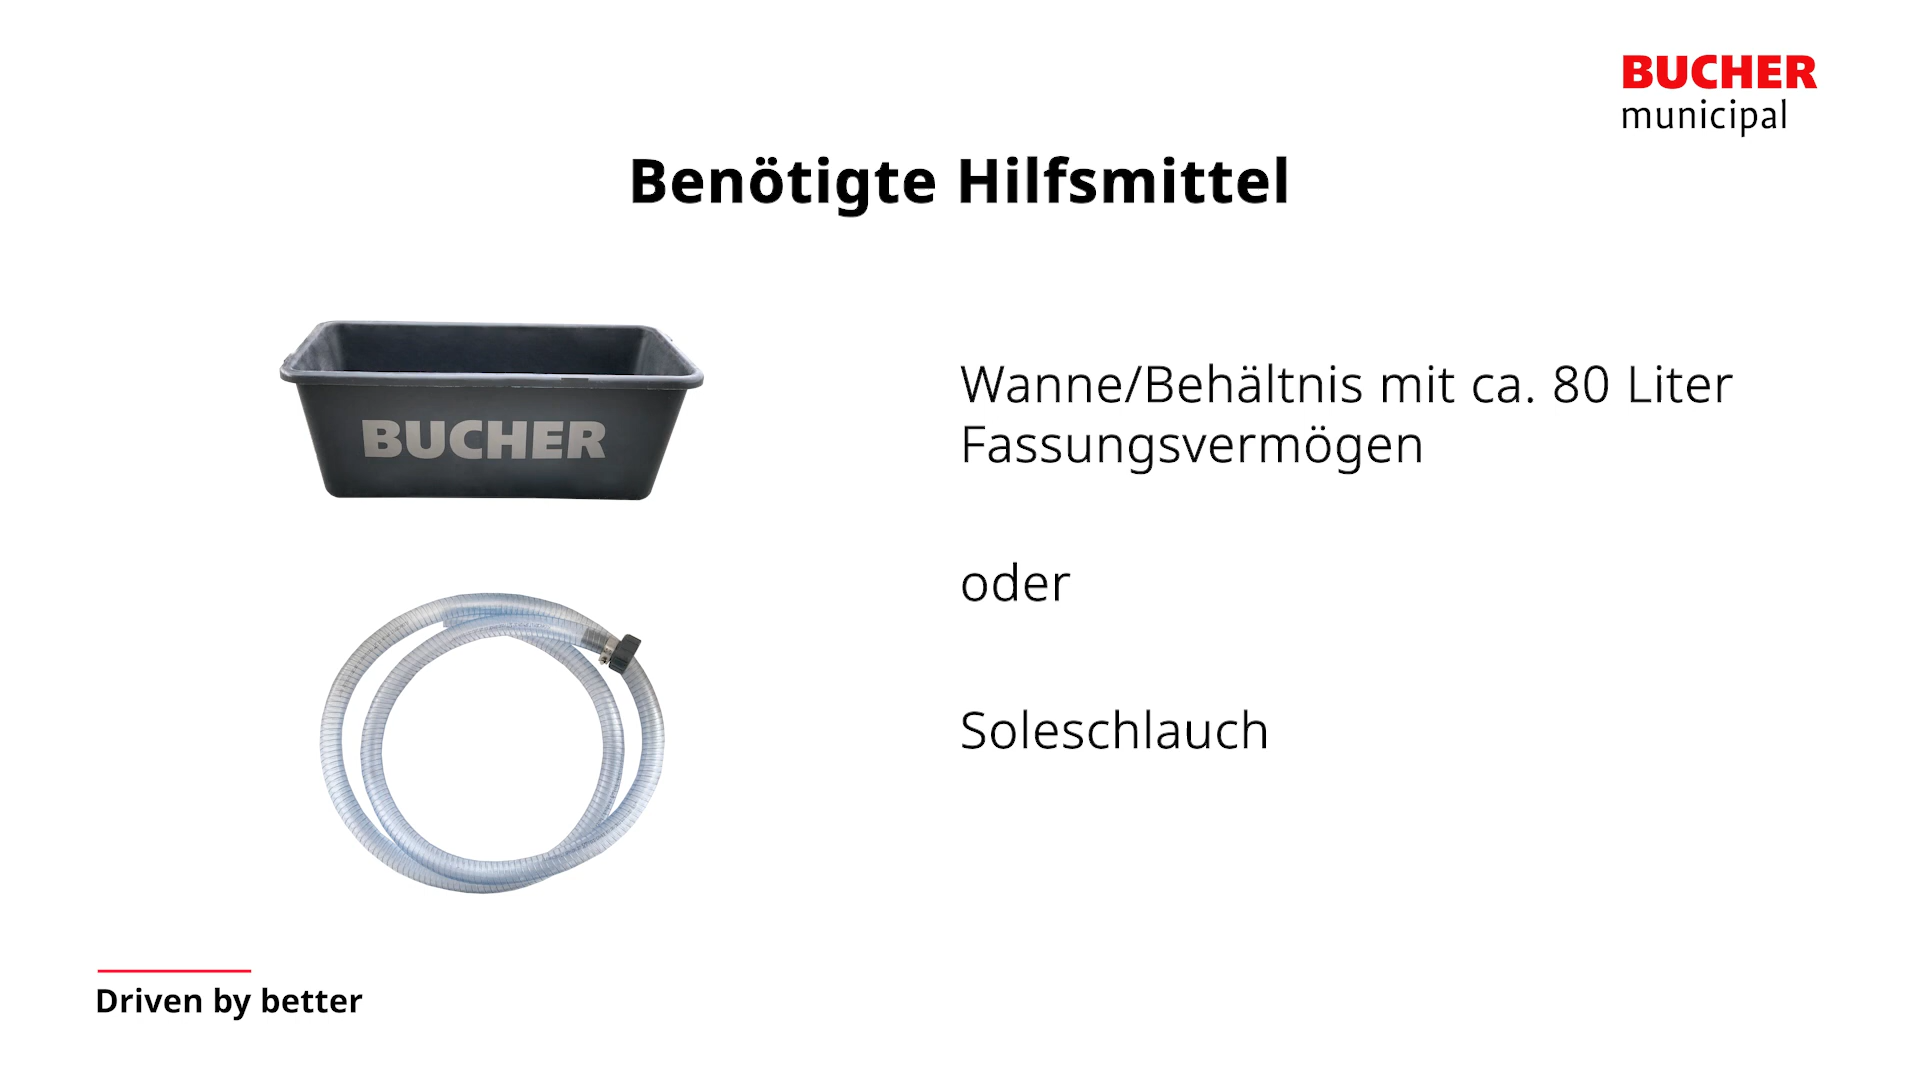 BUCHER
municipal
Benötigte Hilfsmittel
BUCHER
Wanne/Behältnis mit ca. 80 Liter
Fassungsvermögen
oder
Soleschlauch
Driven by better